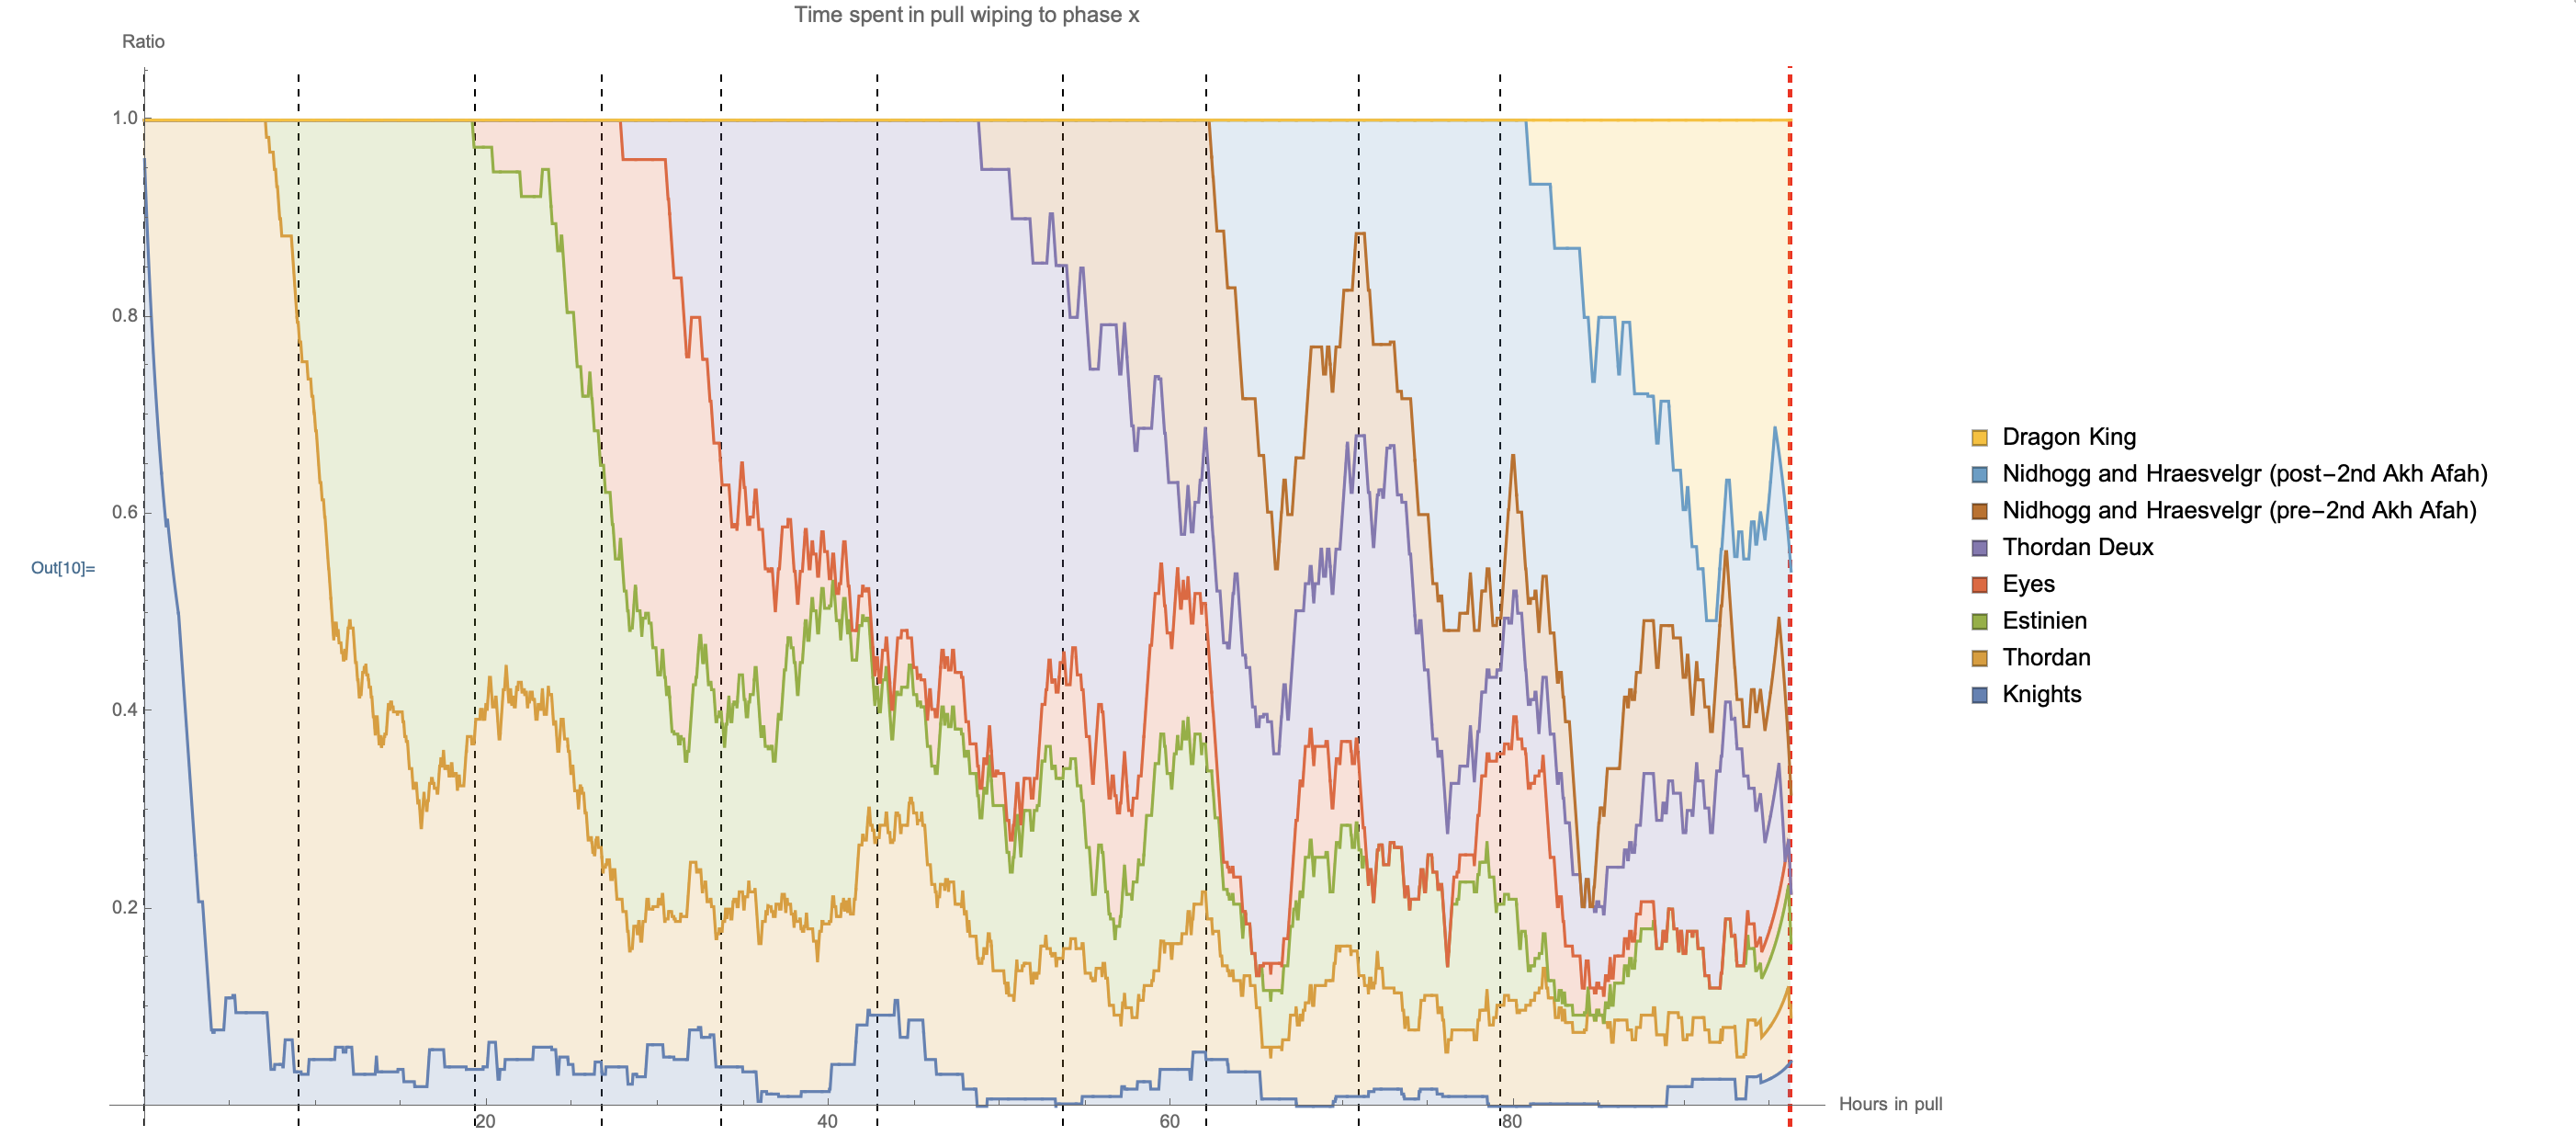 Time spent in pull wiping to phase x
Ratio
1.0
0.8
0.6
Out[10]=
0.4
0.2
20
40
60
80
Hours in pull
Dragon King
Nidhogg and Hraesvelgr (post−2nd Akh Afah)
Nidhogg and Hraesvelgr (pre−2nd Akh Afah)
Thordan Deux
Eyes
Estinien
Thordan
Knights